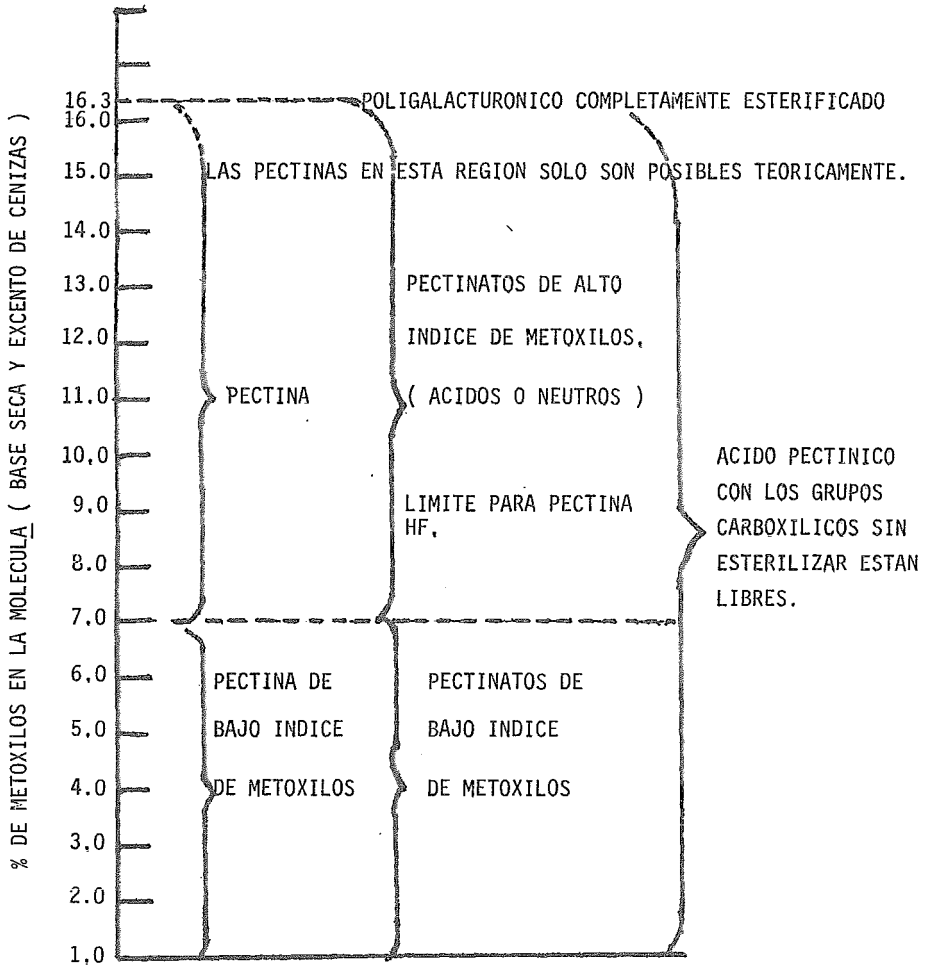 % DE METOXILOS EN LA MOLECULA ( BASE SECA Y EXCENTO DE CENIZAS )
16.3
POLIGALACTURONICO COMPLETAMENTE ESTERIFICADO
16.0
15.0
LAS PECTINAS EN ESTA REGION SOLO SON POSIBLES TEORICAMENTE.
14.0
13.0
PECTINATOS DE ALTO
12.0
INDICE DE METOXILOS,
11.0
PECTINA
( ACIDOS O NEUTROS )
10.0
9.0
LIMITE PARA PECTINA
HF.
8.0
ACIDO PECTINICO
CON LOS GRUPOS
CARBOXILICOS SIN
ESTERILIZAR ESTAN
LIBRES.
7.0
6.0
PECTINA DE
BAJO INDICE
DE METOXILOS
PECTINATOS DE
BAJO INDICE
DE METOXILOS
5.0
4.0
3.0
2.0
1.0